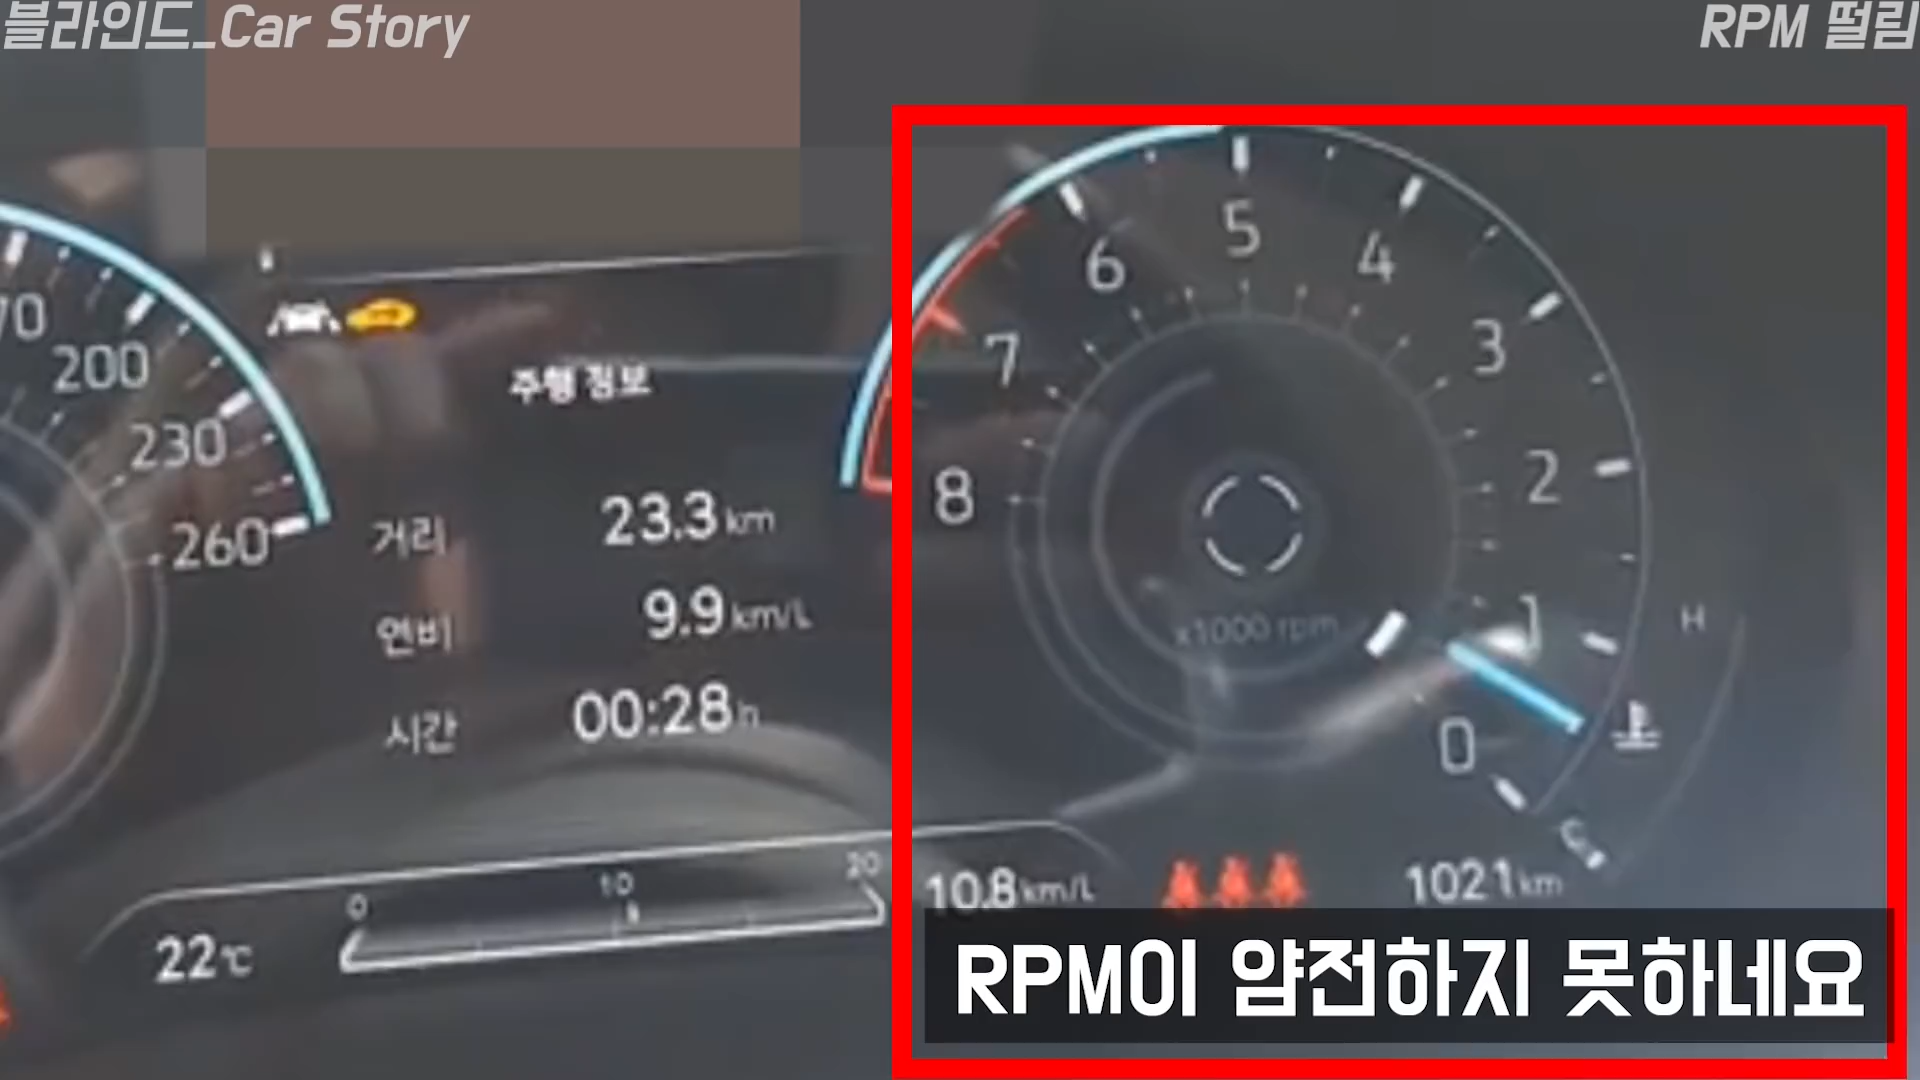 블라인드_Car Story
RPM 떨림
200
230
260
주행 정보
거리 23.3 km
연비 9.9 km/L
시간 00:28 h
5
6
4
7
3
8
2
1
0
x1000 rpm
H
C
0 10 20
22°C
10.8 km/L
1021 km
RPM이 얌전하지 못하네요